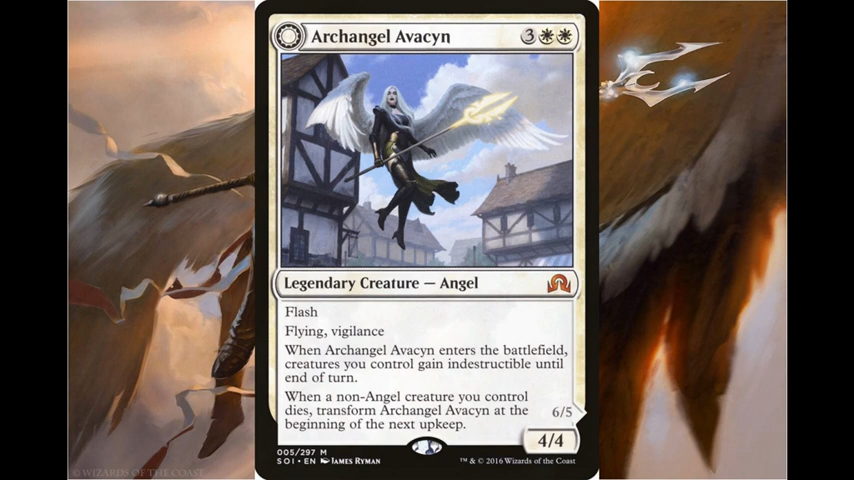 Archangel Avacyn 3
Legendary Creature — Angel
Flash
Flying, vigilance
When Archangel Avacyn enters the battlefield,
creatures you control gain indestructible until
end of turn.
When a non-Angel creature you control
dies, transform Archangel Avacyn at the
beginning of the next upkeep.
6/5
4/4
005/297 M
SOI • EN James Ryman
™ & © 2016 Wizards of the Coast
© WIZARDS OF THE COAST